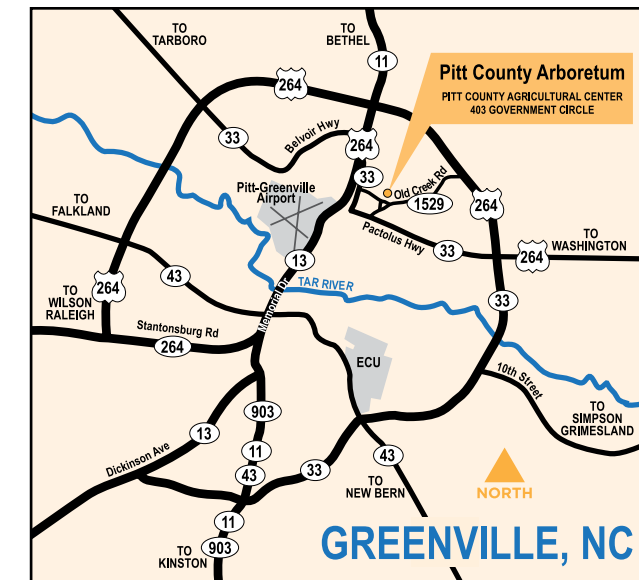 TO
TARBORO
TO
BETHEL
11
264
Pitt County Arboretum
PITT COUNTY AGRICULTURAL CENTER
403 GOVERNMENT CIRCLE
33
Belvoir Hwy
264
33
Pitt-Greenville
Airport
Old Creek Rd
1529
264
TO
FALKLAND
Pactolus Hwy
33
264
TO
WASHINGTON
43
13
TO
WILSON
RALEIGH
264
TAR RIVER
33
Memorial Dr
Stantonsburg Rd
264
ECU
10th Street
TO
SIMPSON
GRIMESLAND
903
13
11
43
Dickinson Ave
33
43
TO
NEW BERN
NORTH
11
903
TO
KINSTON
GREENVILLE, NC